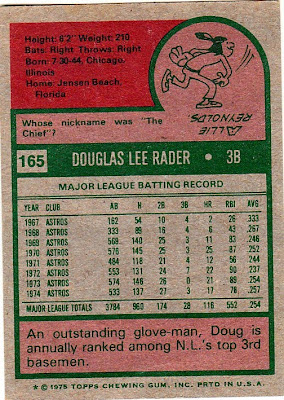 Height: 6'2" Weight: 210
Bats: Right Throws: Right
Born: 7-30-44, Chicago,
Illinois
Home: Jensen Beach,
Florida
ALLIE
REYNOLDS
Whose nickname was "The
Chief"?
165 DOUGLAS LEE RADER • 3B
MAJOR LEAGUE BATTING RECORD
YEAR CLUB AB H 2B 3B HR RBI AVG
1967 ASTROS 162 54 10 4 2 26 .333
1968 ASTROS 333 89 16 4 6 43 .267
1969 ASTROS 569 140 25 3 11 83 .246
1970 ASTROS 576 145 25 3 25 87 .252
1971 ASTROS 484 118 21 4 12 56 .244
1972 ASTROS 553 131 24 7 22 90 .237
1973 ASTROS 574 146 26 0 21 89 .254
1974 ASTROS 533 137 27 3 17 78 .257
MAJOR LEAGUE TOTALS 3784 960 174 28 116 552 .254
An outstanding glove-man, Doug is
annually ranked among N.L.'s top 3rd
basemen.
* © 1975 TOPPS CHEWING GUM, INC. PRTD IN U.S.A.